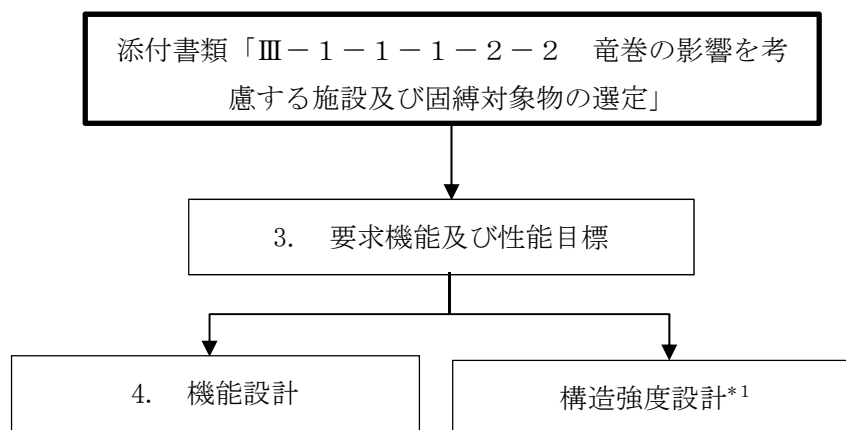 添付書類「Ⅲ－１－１－１－２－２　竜巻の影響を考
慮する施設及び固縛対象物の選定」
3.　要求機能及び性能目標
4.　機能設計
構造強度設計*1